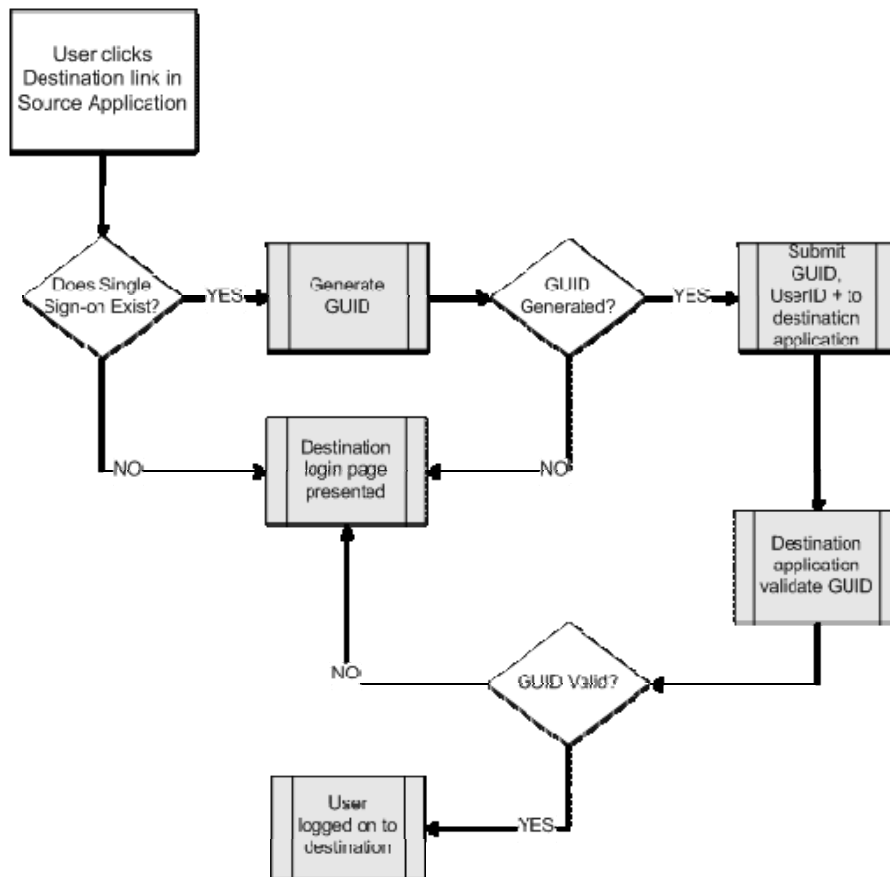 User clicks
Destination link in
Source Application
Does Single
Sign-on Exist?
YES
Generate
GUID
GUID
Generated?
YES
Submit
GUID,
UserID + to
destination
application
NO
Destination
login page
presented
NO
Destination
application
validate GUID
NO
GUID Valid?
User
logged on to
destination
YES